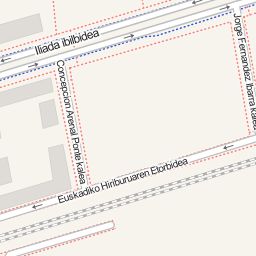 Iliada ibilbidea
Jorge Fernandez Ibarra kalea
Concepcion Arenal Ponte kalea
Euskadiko Hiriburuaren Etorbidea